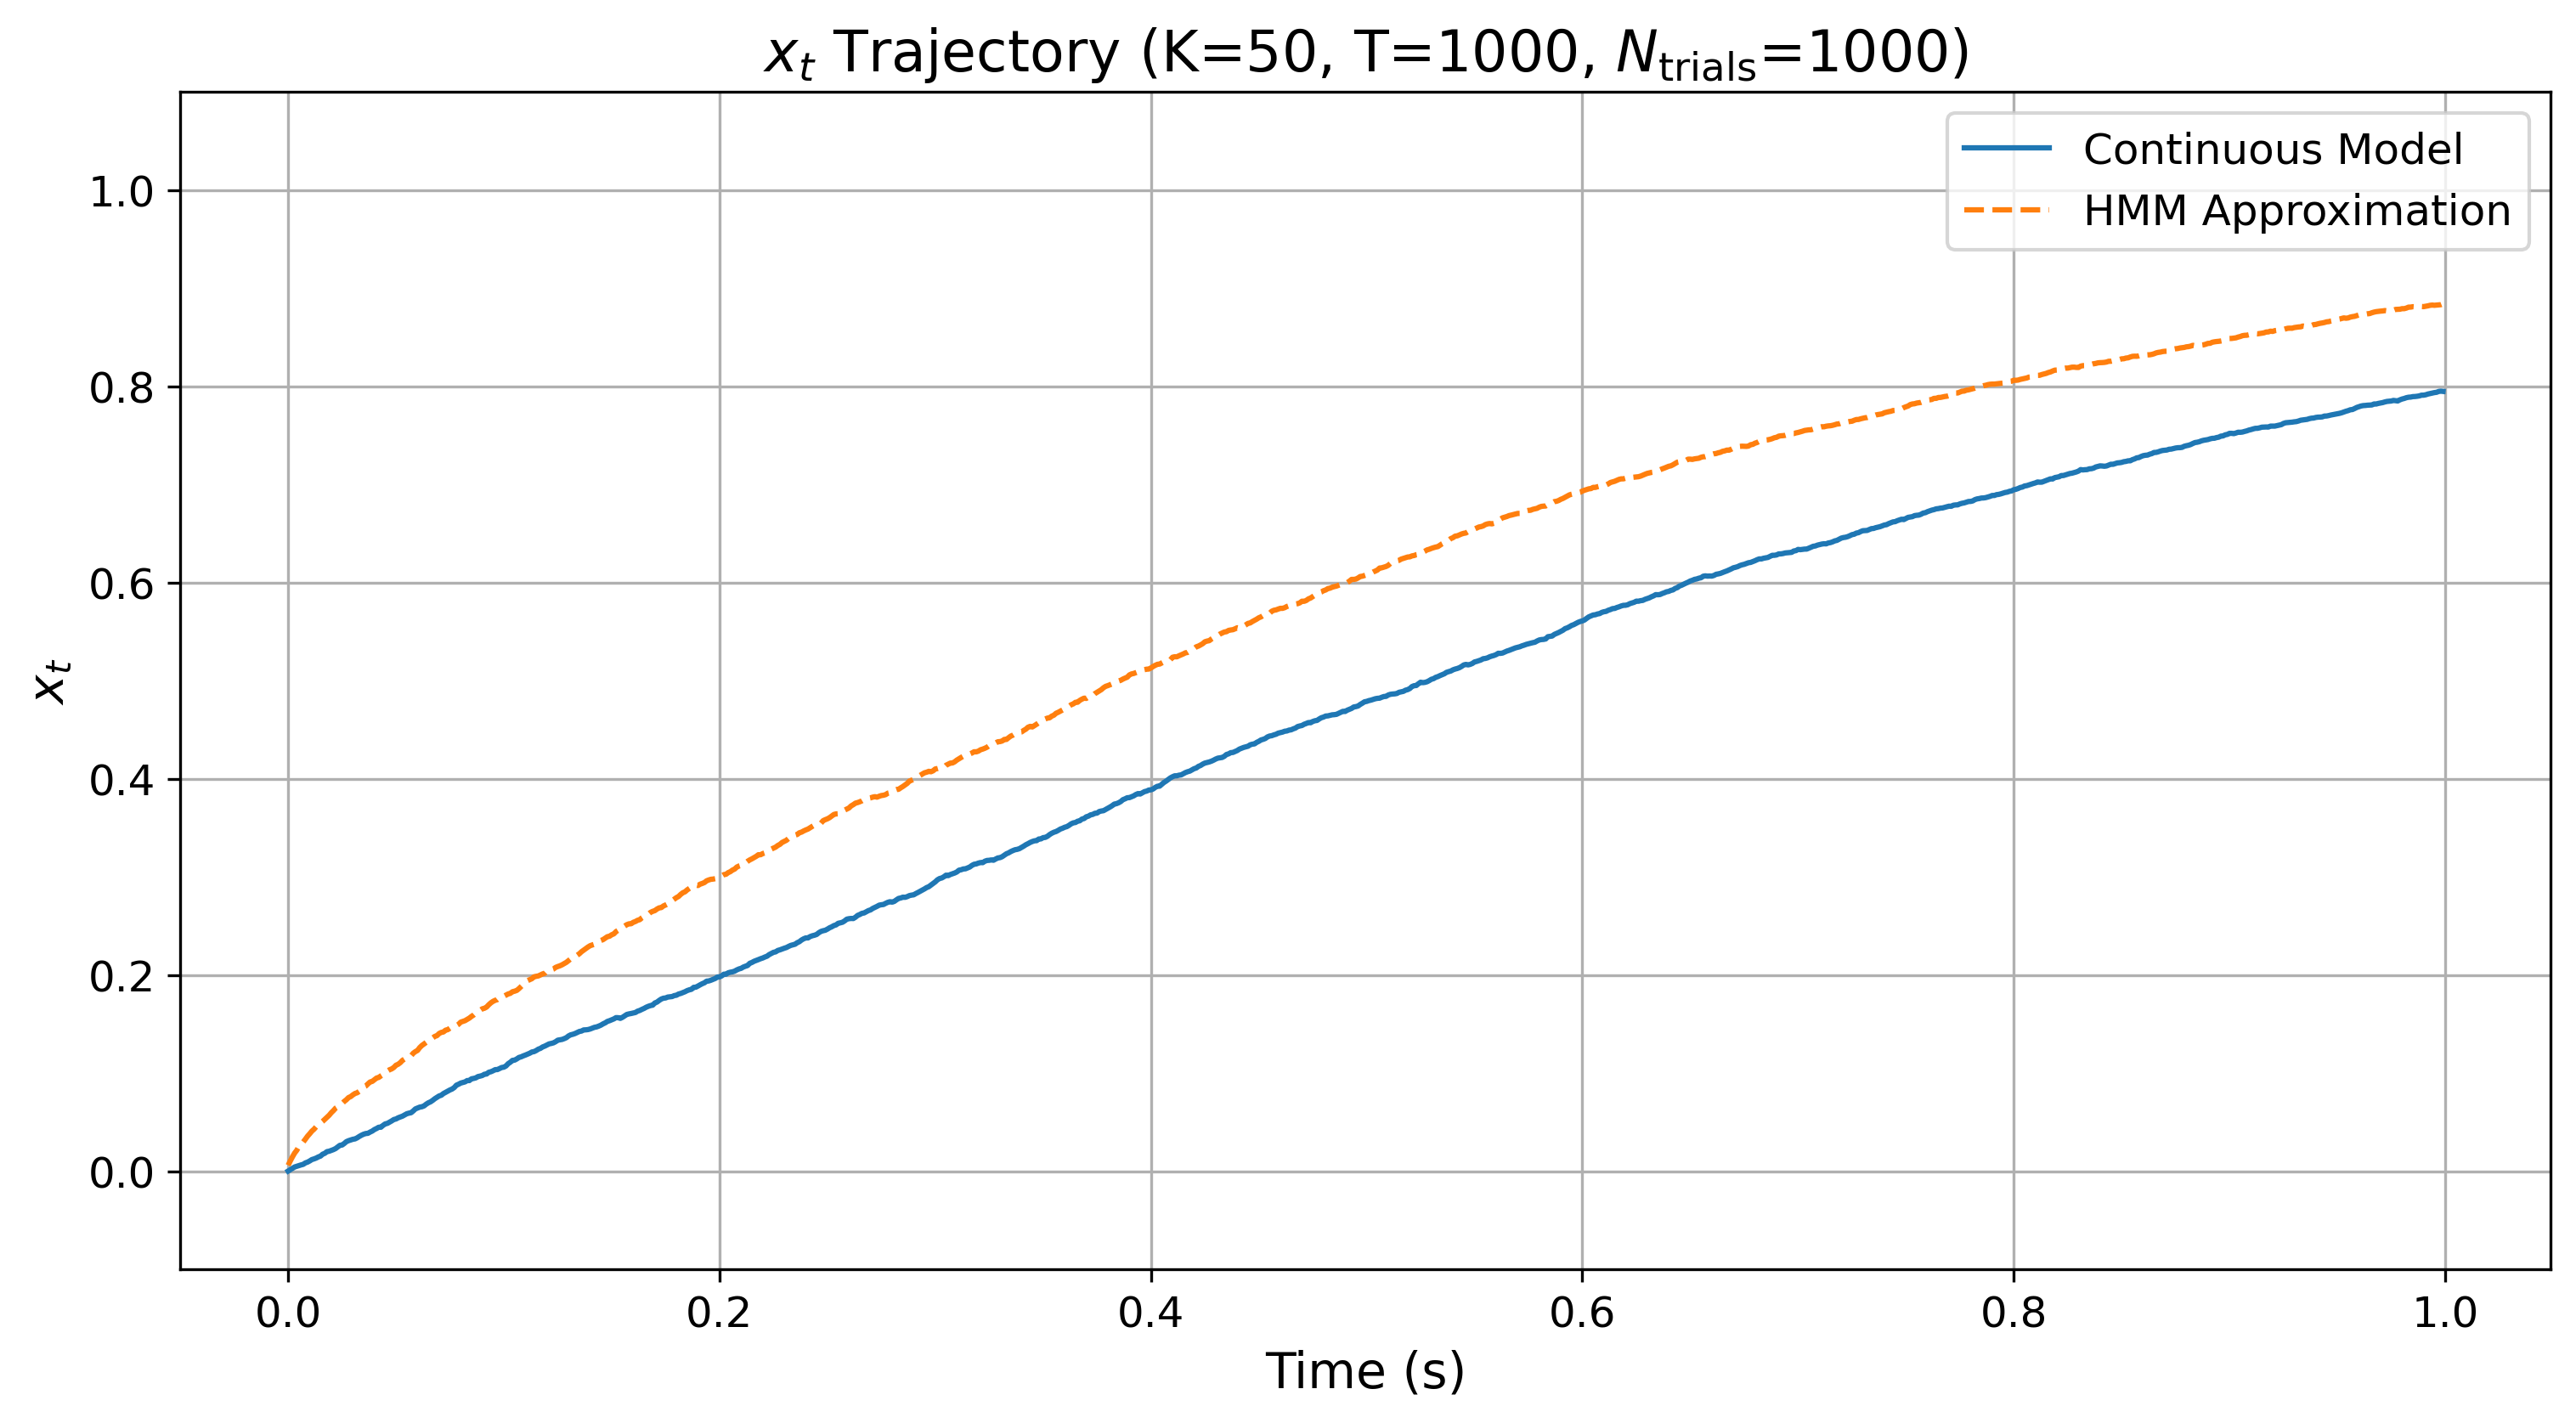 x_t Trajectory (K=50, T=1000, N_trials=1000)
Continuous Model
HMM Approximation
1.0
0.8
0.6
0.4
0.2
0.0
x_t
0.0 0.2 0.4 0.6 0.8 1.0
Time (s)